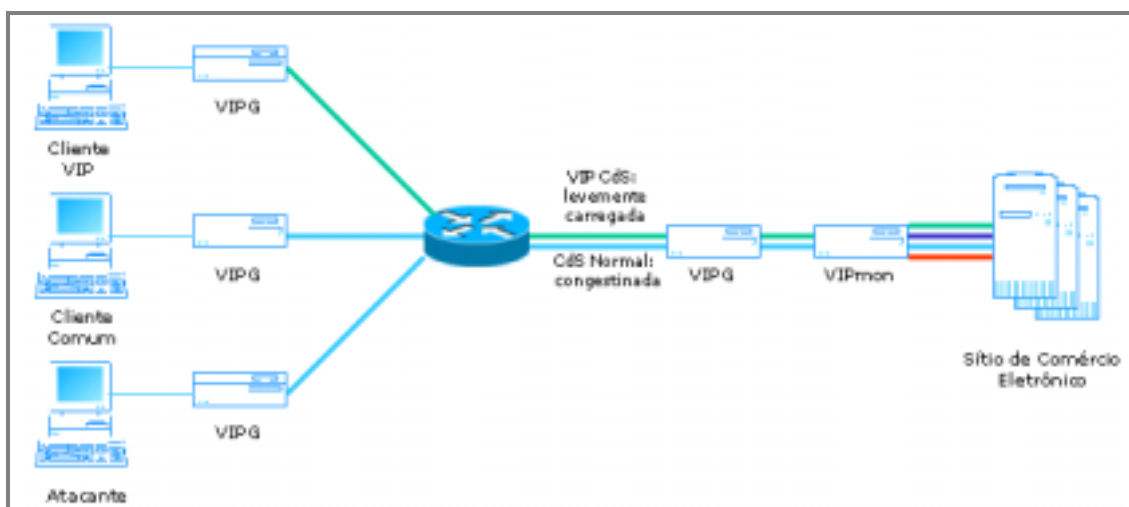 Cliente
VIP
VIPG
Cliente
Comum
VIPG
Atacante
VIPG
VIP CdS:
levemente
carregada
CdS Normal:
congestinada
VIPG
VIPmon
Sítio de Comércio
Eletrônico